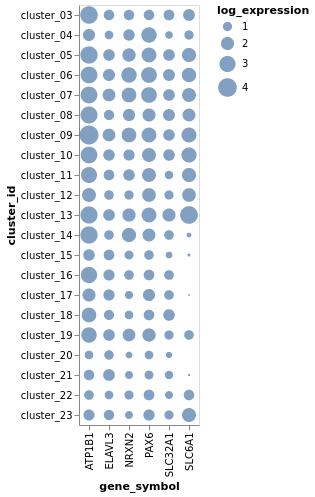 log_expression
1
2
3
4
cluster_id
cluster_03
cluster_04
cluster_05
cluster_06
cluster_07
cluster_08
cluster_09
cluster_10
cluster_11
cluster_12
cluster_13
cluster_14
cluster_15
cluster_16
cluster_17
cluster_18
cluster_19
cluster_20
cluster_21
cluster_22
cluster_23
ATP1B1
ELAVL3
NRXN2
PAX6
SLC32A1
SLC6A1
gene_symbol